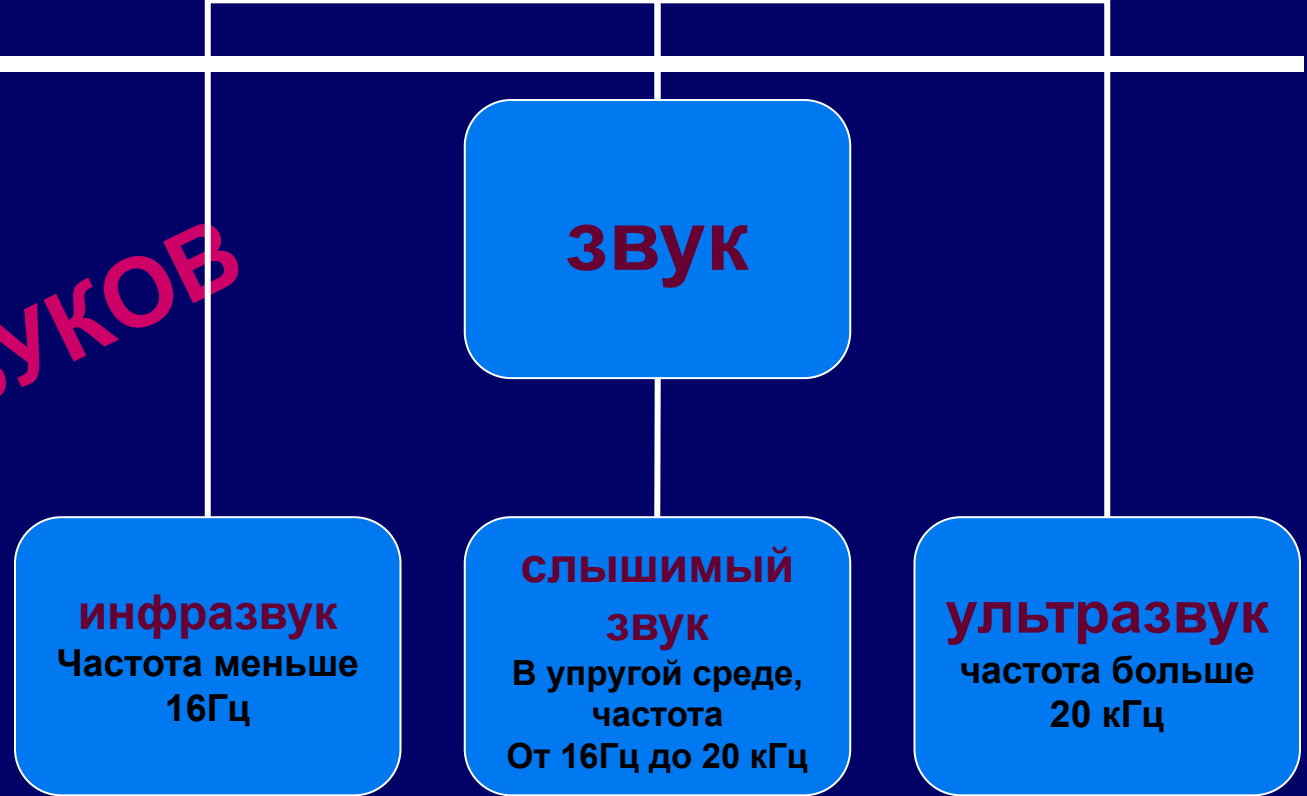 звук
инфразвук
Частота меньше
16Гц
слышимый
звук
В упругой среде,
частота
От 16Гц до 20 кГц
ультразвук
частота больше
20 кГц